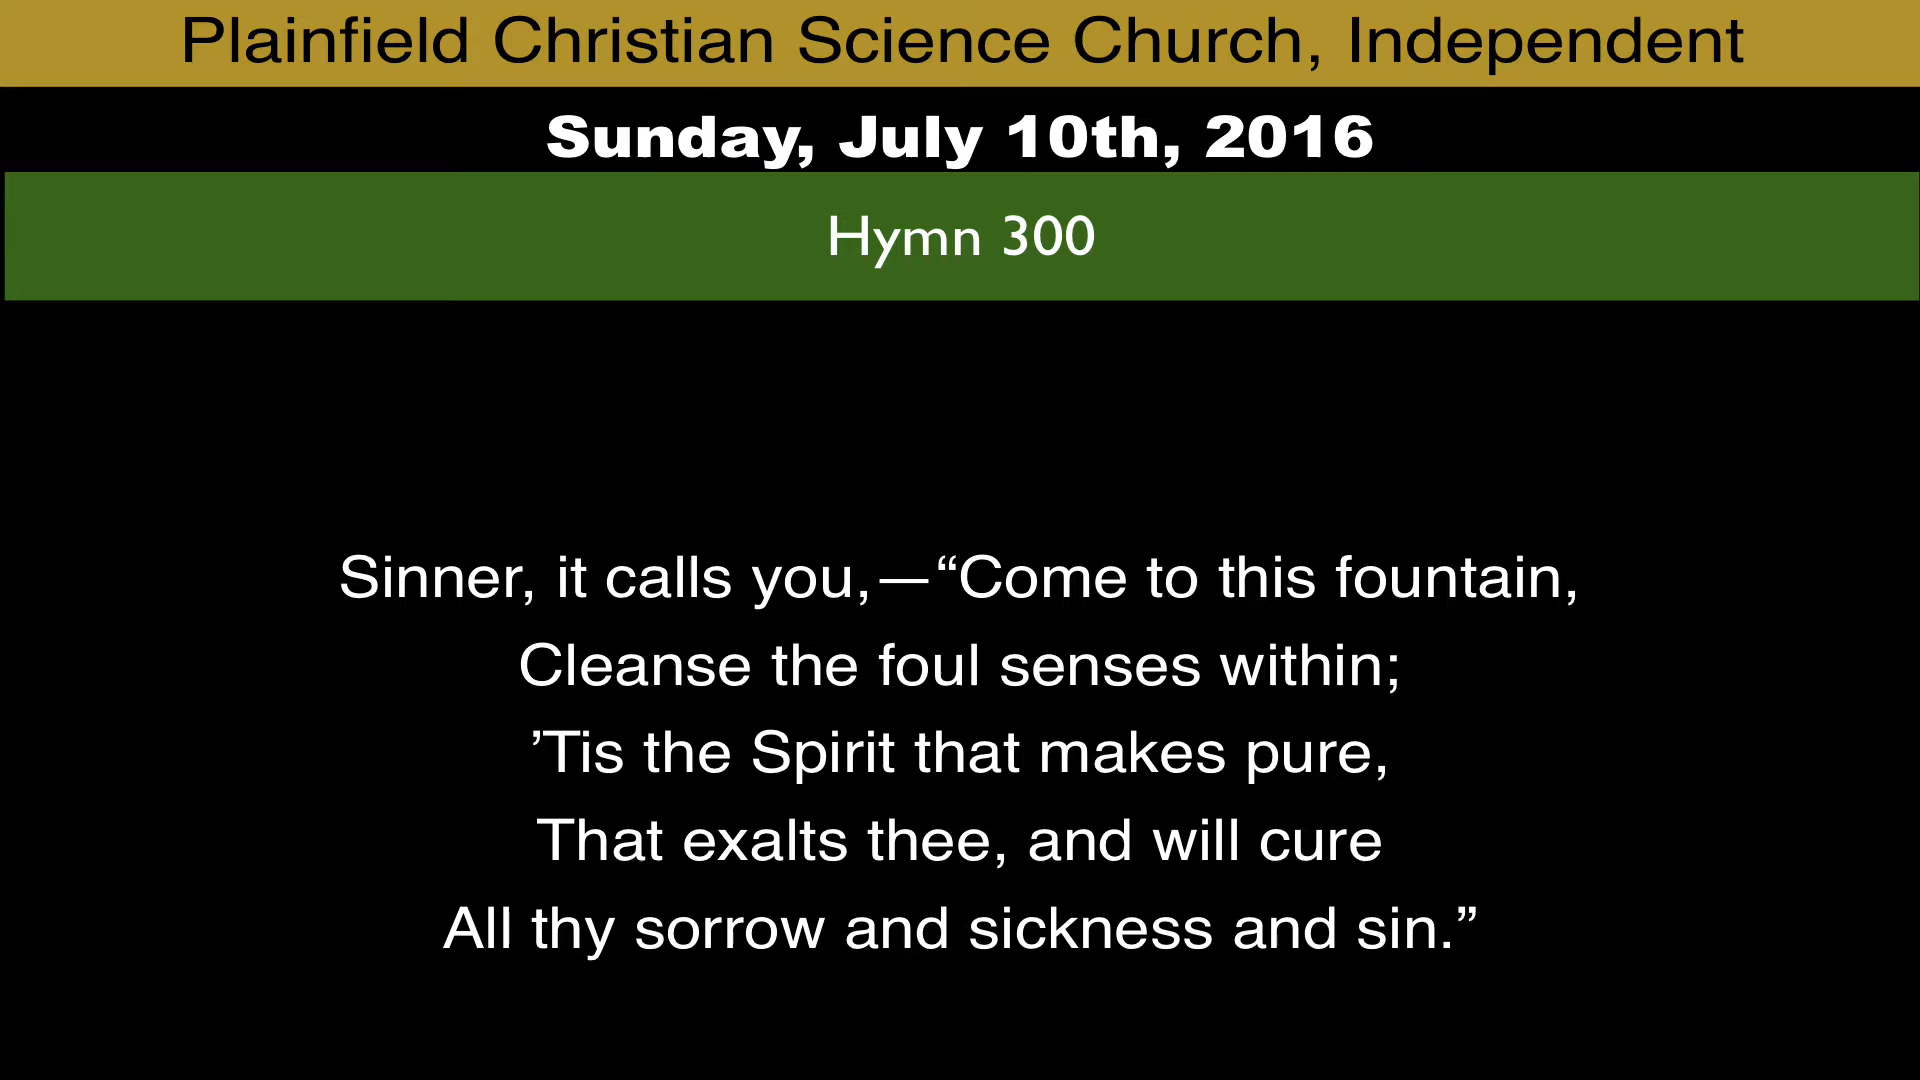 Plainfield Christian Science Church, Independent
Sunday, July 10th, 2016
Hymn 300
Sinner, it calls you,—“Come to this fountain,
Cleanse the foul senses within;
’Tis the Spirit that makes pure,
That exalts thee, and will cure
All thy sorrow and sickness and sin.”